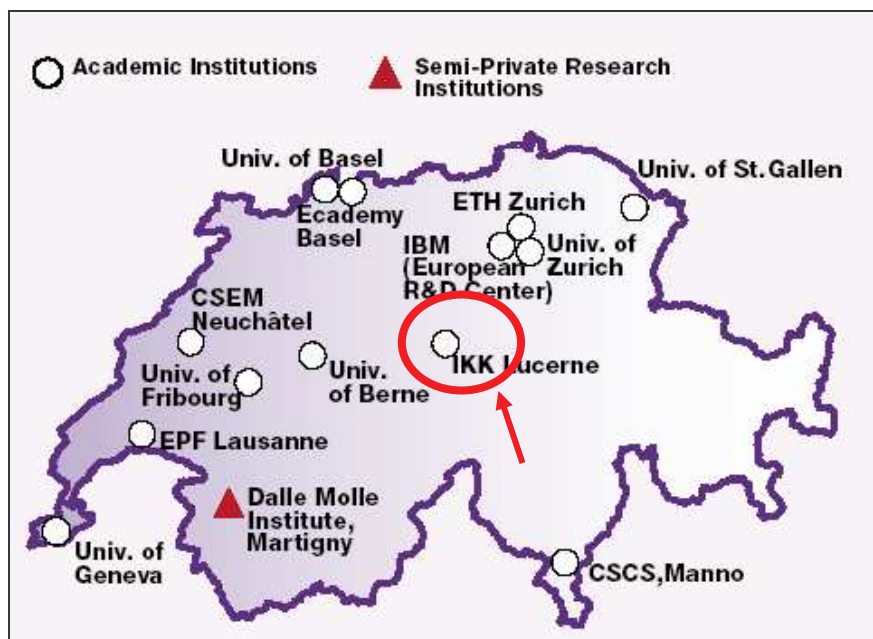 Academic Institutions
Semi-Private Research
Institutions
Univ. of Basel
Ecademy
Basel
ETH Zurich
Univ. of St.Gallen
IBM
(European
R&D Center)
Univ. of
Zurich
CSEM
Neuchâtel
IKK Lucerne
Univ. of
Fribourg
Univ.
of Berne
EPF Lausanne
Dalle Molle
Institute,
Martigny
Univ. of
Geneva
CSCS,Manno